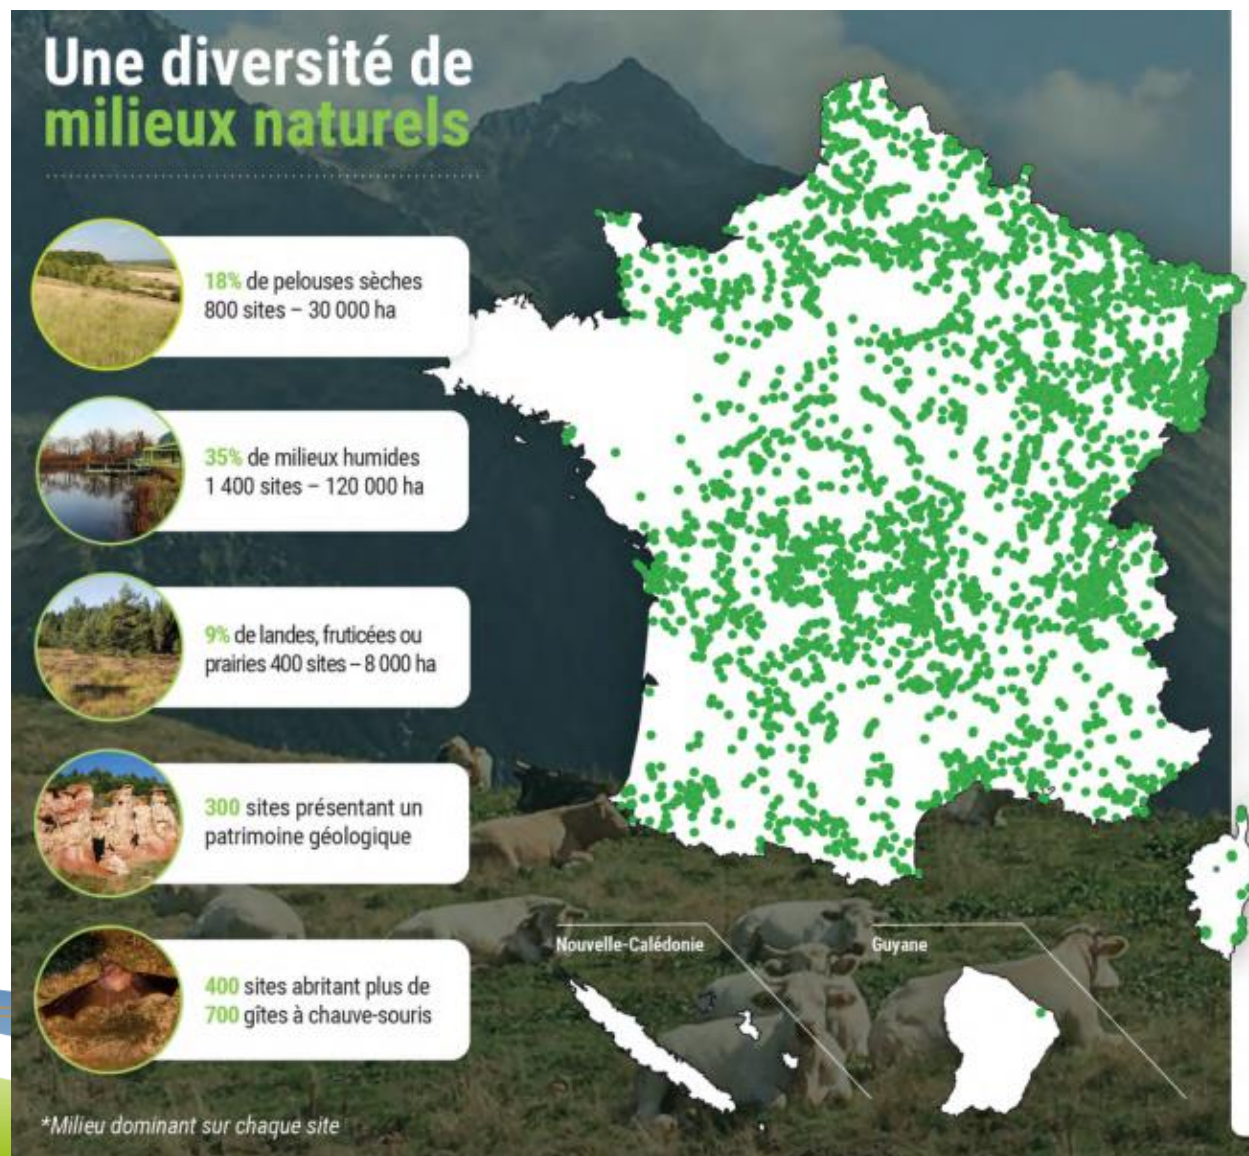 Une diversité de
milieux naturels
18% de pelouses sèches
800 sites – 30 000 ha
35% de milieux humides
1 400 sites – 120 000 ha
9% de landes, fruticées ou
prairies 400 sites – 8 000 ha
300 sites présentant un
patrimoine géologique
400 sites abritant plus de
700 gîtes à chauve-souris
Nouvelle-Calédonie
Guyane
*Milieu dominant sur chaque site